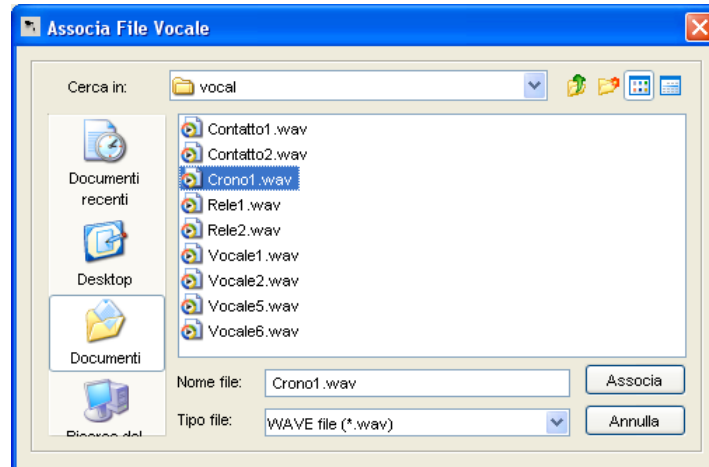 Associa File Vocale
Cerca in:
vocal
Documenti
recenti
Desktop
Documenti
Contatto1.wav
Contatto2.wav
Crono1.wav
Rele1.wav
Rele2.wav
Vocale1.wav
Vocale2.wav
Vocale5.wav
Vocale6.wav
Nome file:
Crono1.wav
Associa
Tipo file:
WAVE file (*.wav)
Annulla